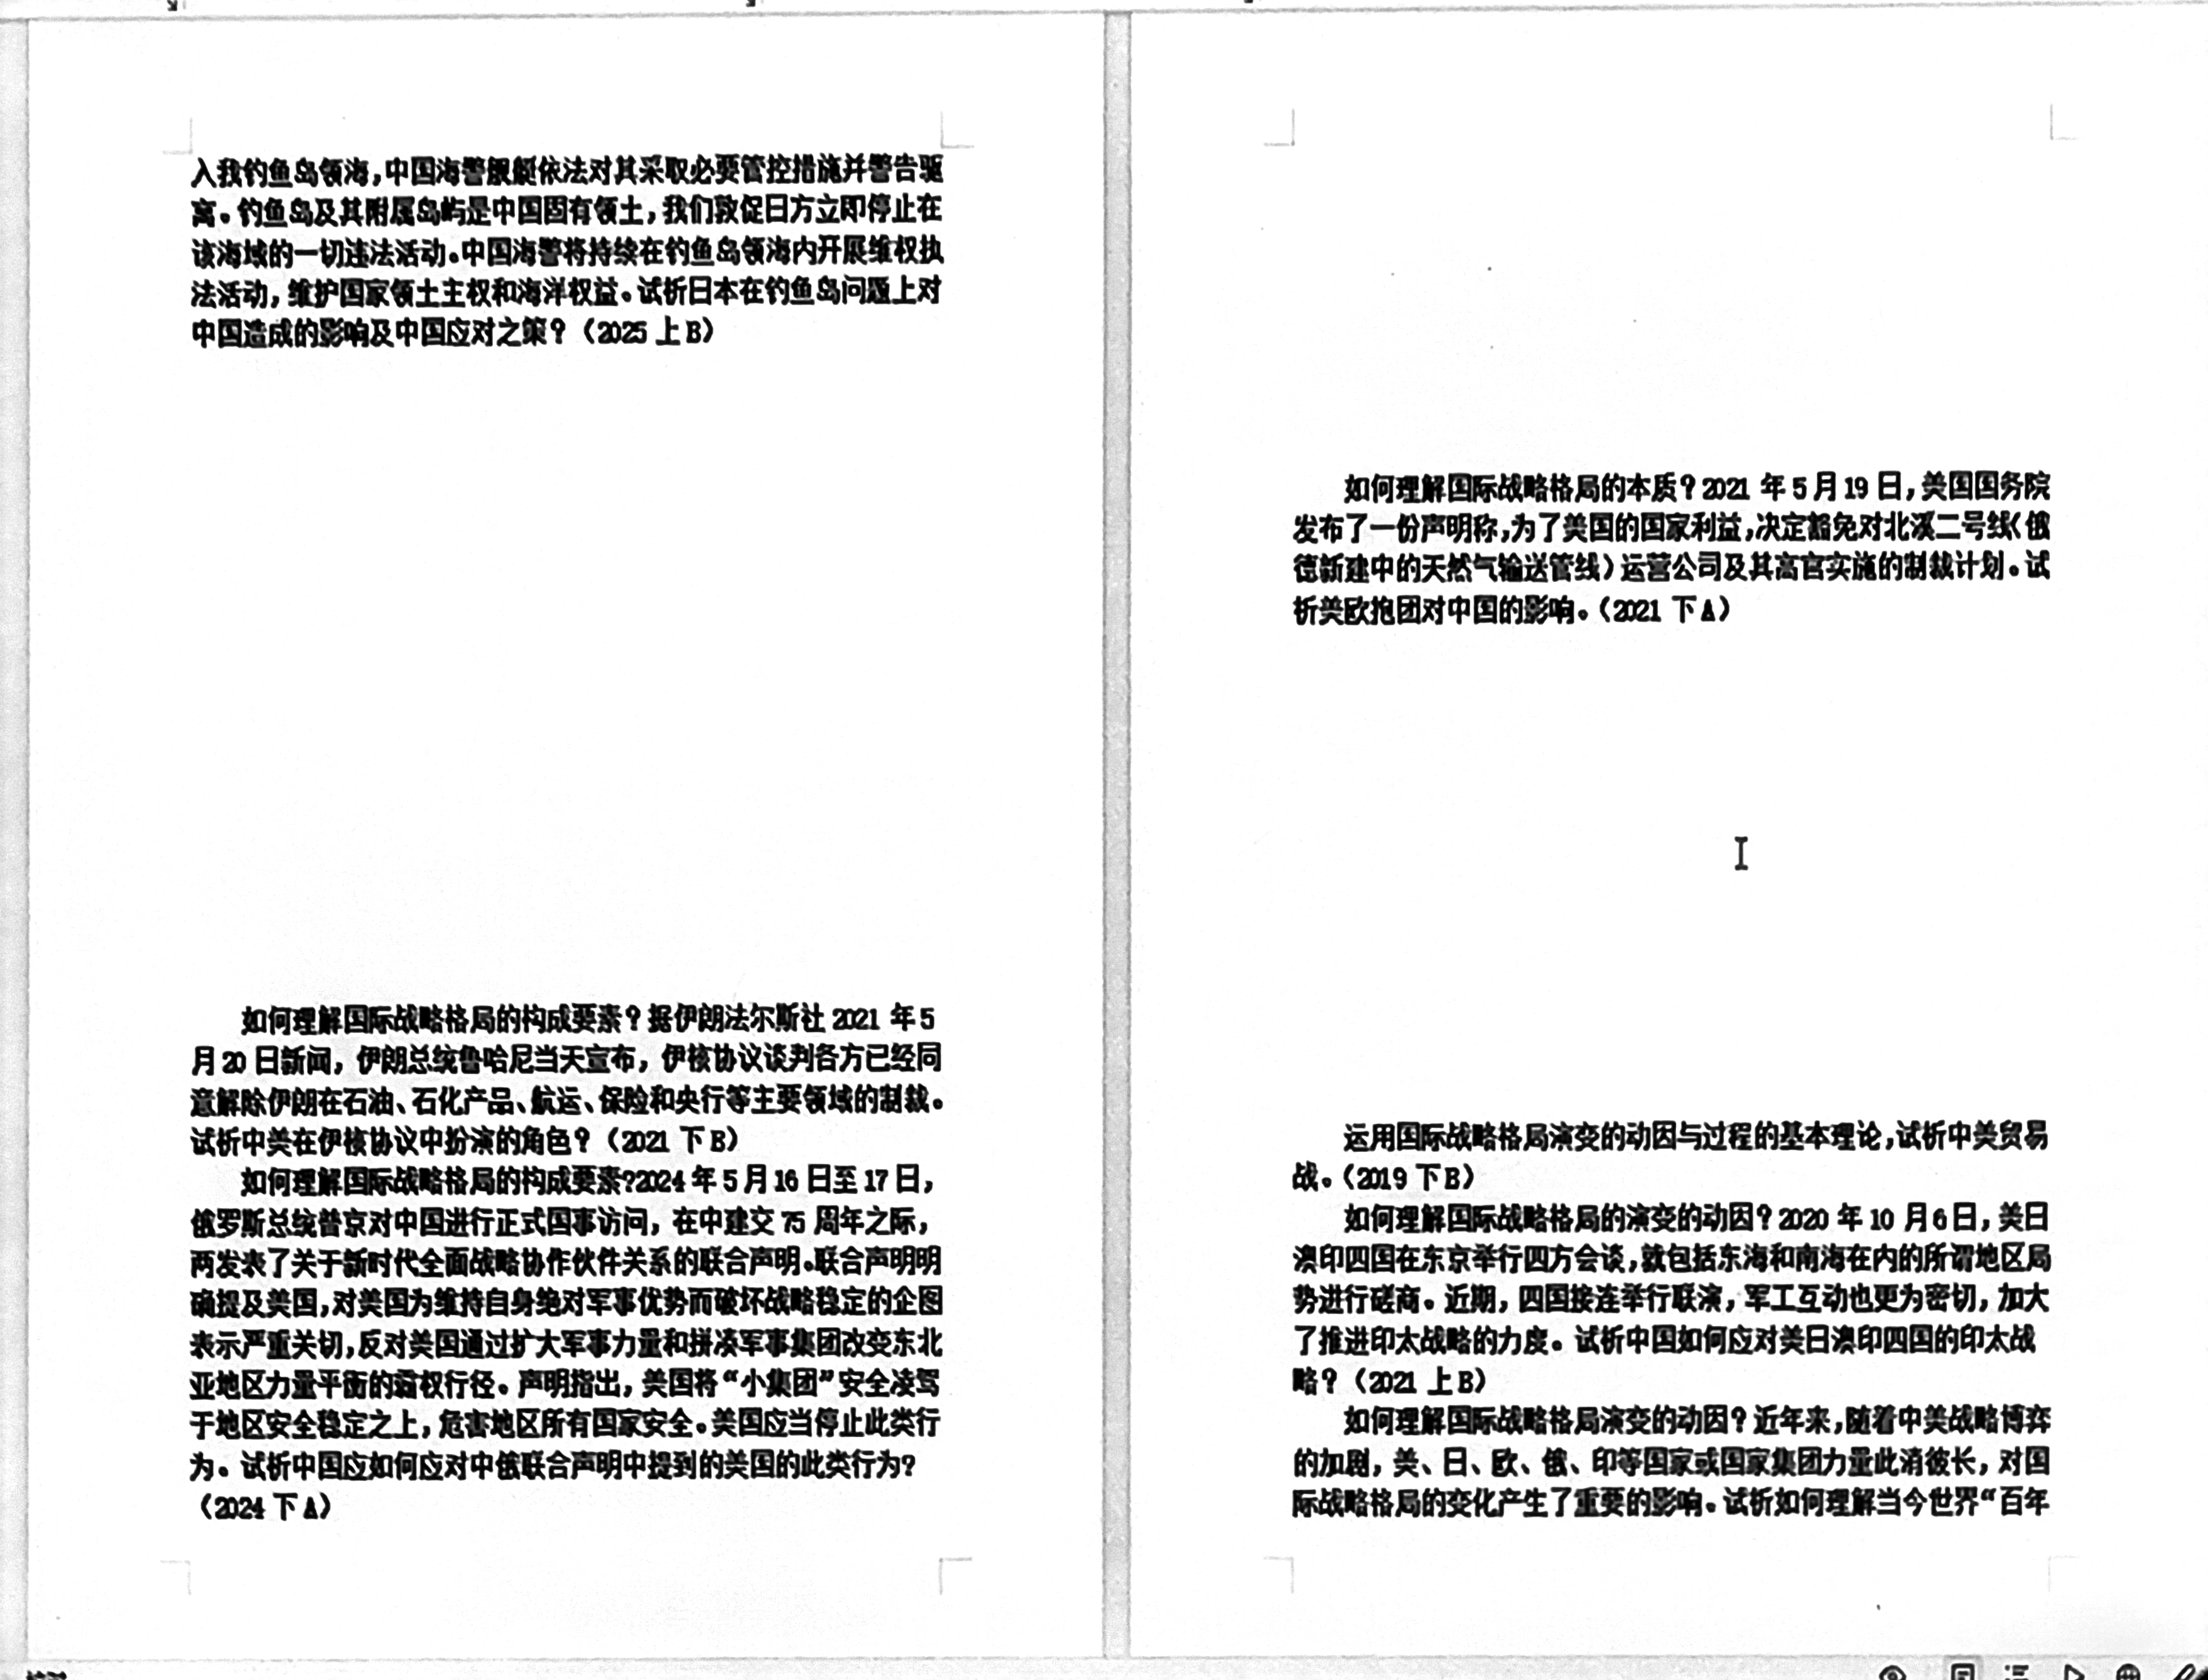 入我钓鱼岛领海,中国海警舰艇依法对其采取必要管控措施并警告驱
离。钓鱼岛及其附属岛屿是中国固有领土,我们敦促日方立即停止在
该海域的一切违法活动。中国海警将持续在钓鱼岛领海内开展维权执
法活动,维护国家领土主权和海洋权益。试析日本在钓鱼岛问题上对
中国造成的影响及中国应对之策?(2025 上 B)
如何理解国际战略格局的构成要素?据伊朗法尔斯社 2021 年 5
月 20 日新闻,伊朗总统鲁哈尼当天宣布,伊核协议谈判各方已经同
意解除伊朗在石油、石化产品、航运、保险和央行等主要领域的制裁。
试析中美在伊核协议中扮演的角色?(2021 下 B)
如何理解国际战略格局的构成要素?2024 年 5 月 16 日至 17 日,
俄罗斯总统普京对中国进行正式国事访问,在中建交 75 周年之际,
两发表了关于新时代全面战略协作伙伴关系的联合声明。联合声明明
确提及美国,对美国为维持自身绝对军事优势而破坏战略稳定的企图
表示严重关切,反对美国通过扩大军事力量和拼凑军事集团改变东北
亚地区力量平衡的霸权行径。声明指出,美国将“小集团”安全凌驾
于地区安全稳定之上,危害地区所有国家安全。美国应当停止此类行
为。试析中国应如何应对中俄联合声明中提到的美国的此类行为?
(2024 下 A)
如何理解国际战略格局的本质?2021 年 5 月 19 日,美国国务院
发布了一份声明称,为了美国的国家利益,决定豁免对北溪二号线(俄
德新建中的天然气输送管线)运营公司及其高官实施的制裁计划。试
析美欧抱团对中国的影响。(2021 下 A)
运用国际战略格局演变的动因与过程的基本理论,试析中美贸易
战。(2019 下 B)
如何理解国际战略格局的演变的动因?2020 年 10 月 6 日,美日
澳印四国在东京举行四方会谈,就包括东海和南海在内的所谓地区局
势进行磋商。近期,四国接连举行联演,军工互动也更为密切,加大
了推进印太战略的力度。试析中国如何应对美日澳印四国的印太战
略?(2021 上 B)
如何理解国际战略格局演变的动因?近年来,随着中美战略博弈
的加剧,美、日、欧、俄、印等国家或国家集团力量此消彼长,对国
际战略格局的变化产生了重要的影响。试析如何理解当今世界“百年